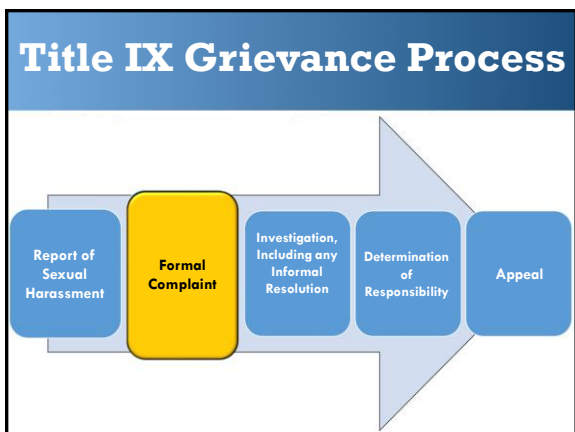 Title IX Grievance Process
Report of
Sexual
Harassment
Formal
Complaint
Investigation,
Including any
Informal
Resolution
Determination
of
Responsibility
Appeal